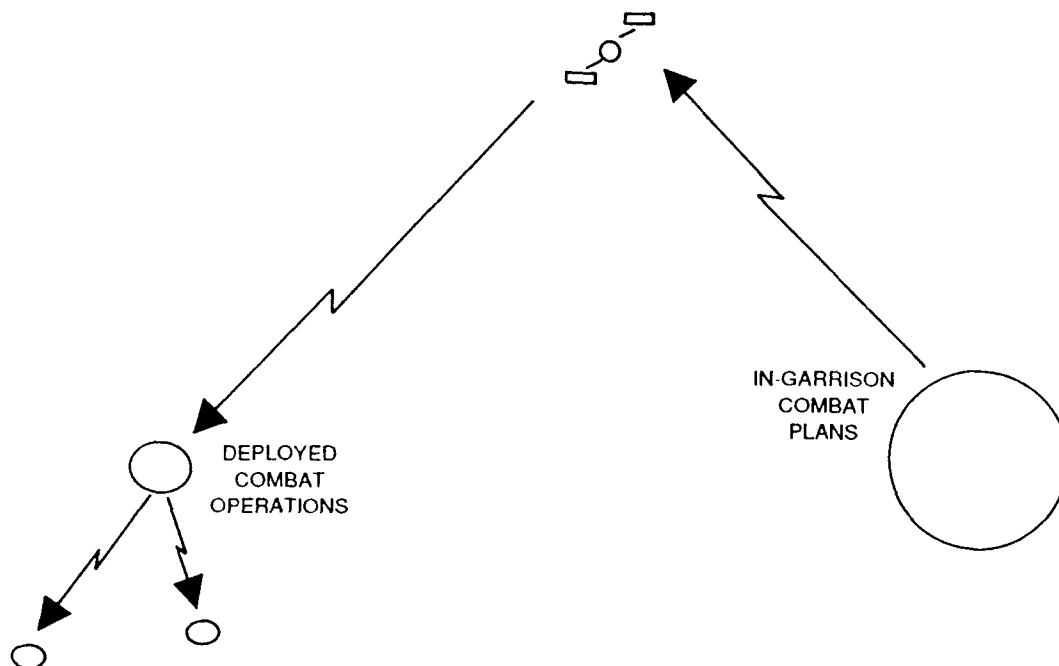 IN-GARRISON
COMBAT
PLANS
DEPLOYED
COMBAT
OPERATIONS